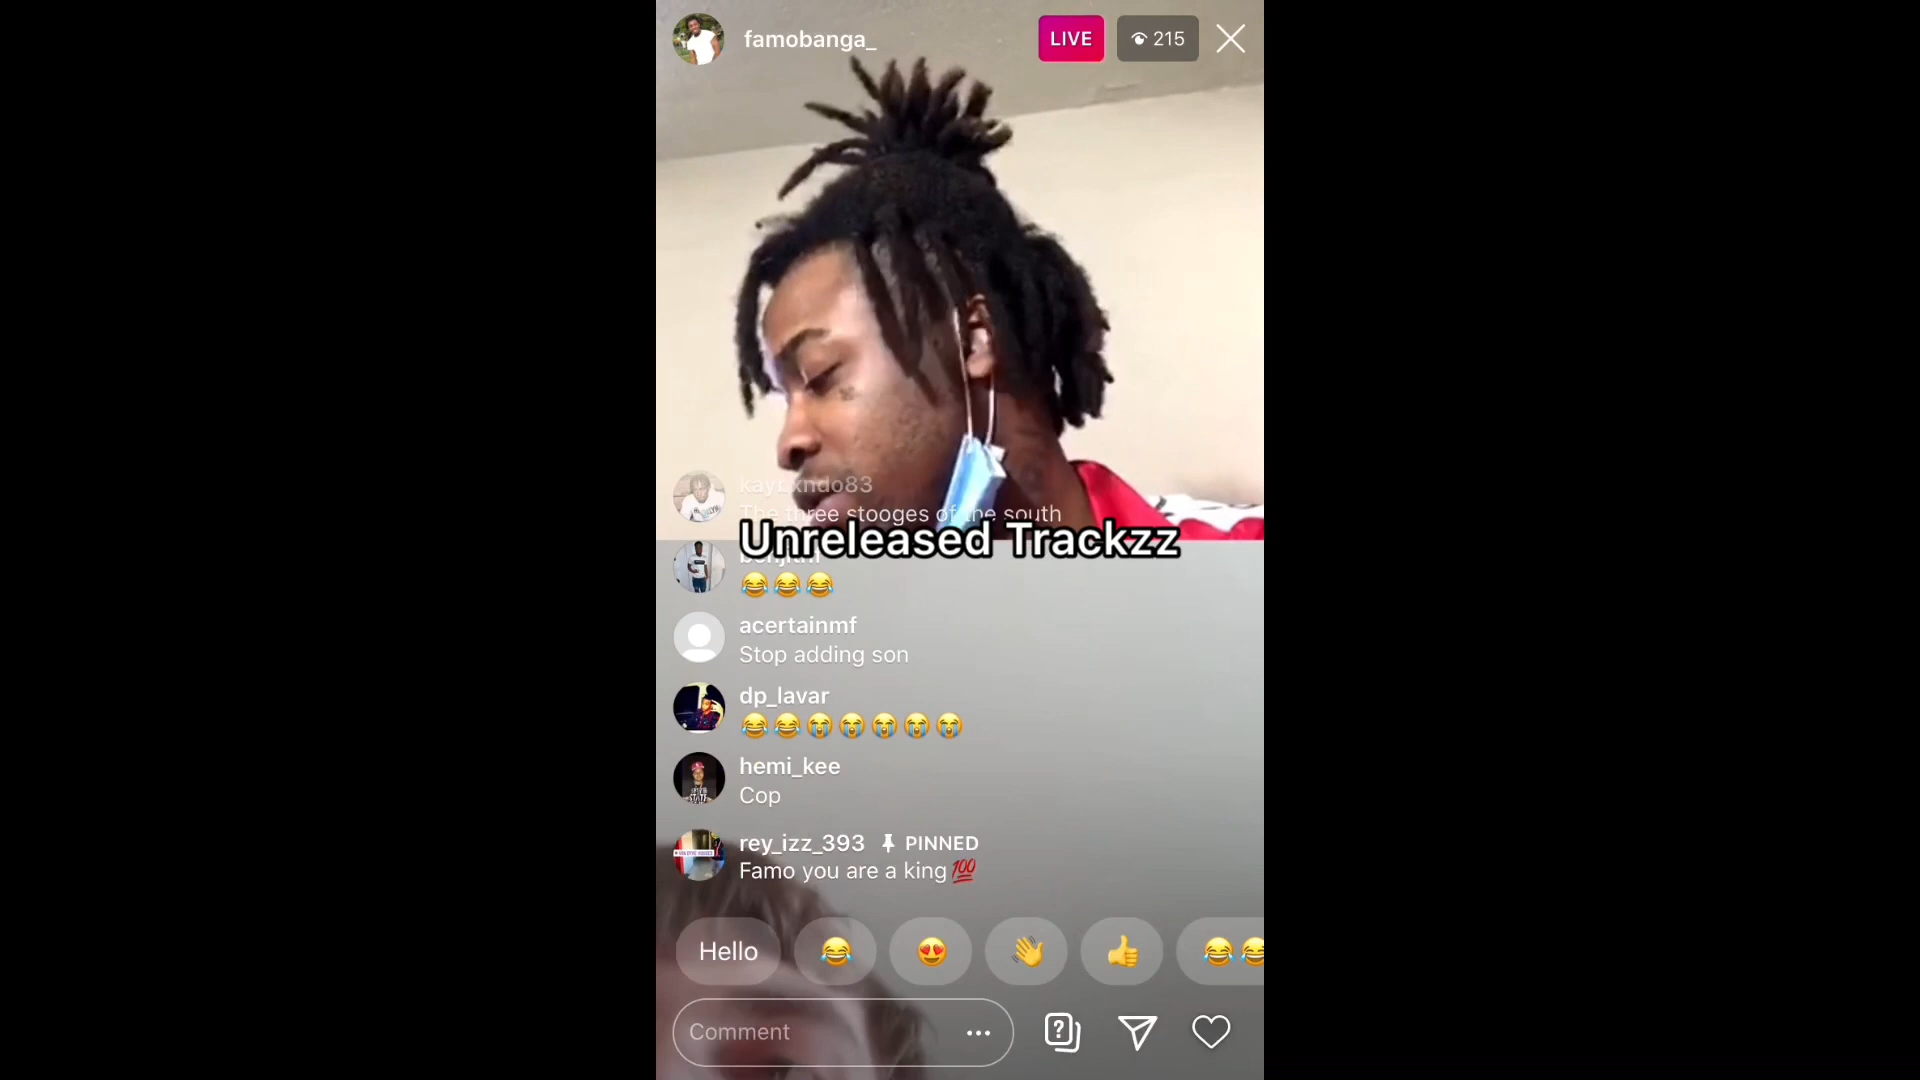 famobanga_
LIVE
215
The three stooges of the south
Unreleased Trackzz
😂😂😂
acertainmf
Stop adding son
dp_lavar
😂😂😭😭😭😭😭
hemi_kee
Cop
rey_izz_393 PINNED
Famo you are a king💯
Hello 😂 😍 👋 👍 😂😂
Comment